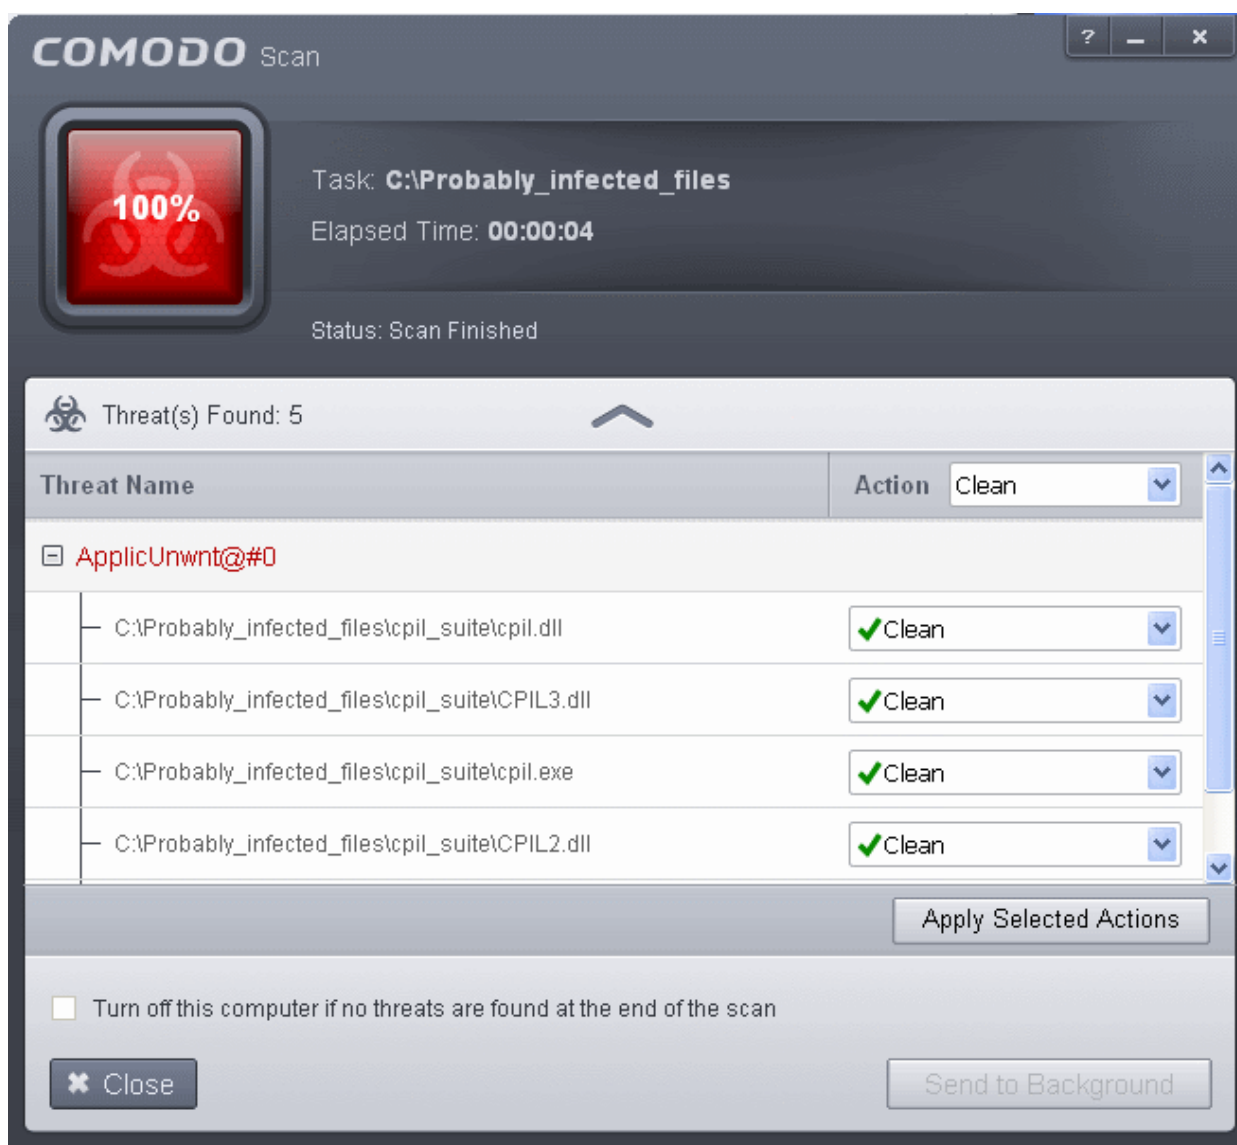 COMODO Scan
?
100%
Task: C:\Probably_infected_files
Elapsed Time: 00:00:04
Status: Scan Finished
Threat(s) Found: 5
Threat Name Action Clean
ApplicUnwnt@#0
C:\Probably_infected_files\cpil_suite\cpil.dll Clean
C:\Probably_infected_files\cpil_suite\CPIL3.dll Clean
C:\Probably_infected_files\cpil_suite\cpil.exe Clean
C:\Probably_infected_files\cpil_suite\CPIL2.dll Clean
Apply Selected Actions
Turn off this computer if no threats are found at the end of the scan
Close Send to Background